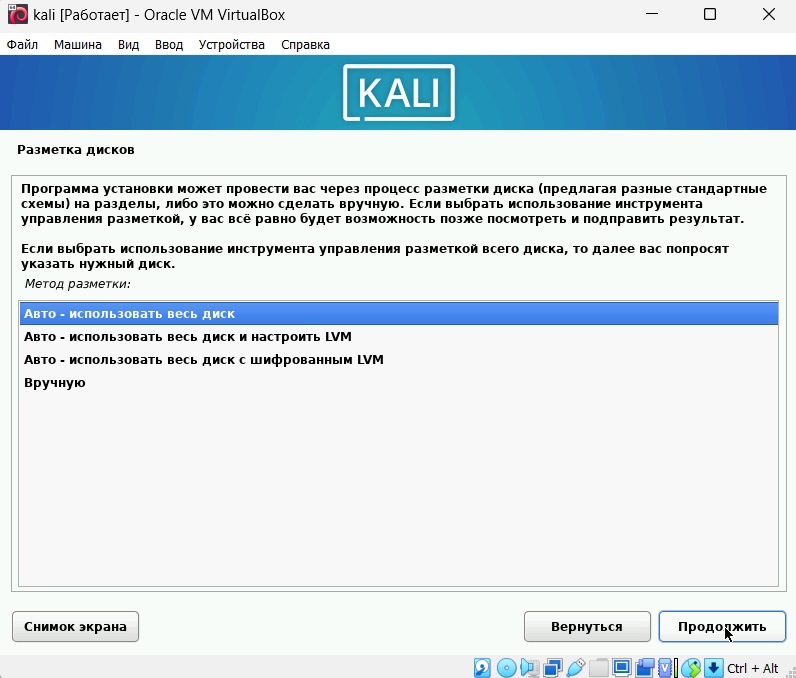 kali [Работает] - Oracle VM VirtualBox
Файл Машина Вид Ввод Устройства Справка
KALI
Разметка дисков
Программа установки может провести вас через процесс разметки диска (предлагая разные стандартные
схемы) на разделы, либо это можно сделать вручную. Если выбрать использование инструмента
управления разметкой, у вас всё равно будет возможность позже посмотреть и подправить результат.
Если выбрать использование инструмента управления разметкой всего диска, то далее вас попросят
указать нужный диск.
Метод разметки:
Авто - использовать весь диск
Авто - использовать весь диск и настроить LVM
Авто - использовать весь диск с шифрованным LVM
Вручную
Снимок экрана Вернуться Продолжить
Ctrl + Alt